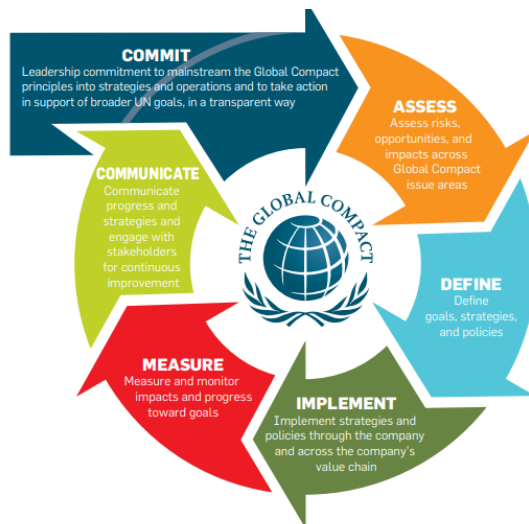 COMMIT
Leadership commitment to mainstream the Global Compact
principles into strategies and operations and to take action
in support of broader UN goals, in a transparent way
ASSESS
Assess risks,
opportunities, and
impacts across
Global Compact
issue areas
DEFINE
Define
goals, strategies,
and policies
IMPLEMENT
Implement strategies and
policies through the company
and across the company's
value chain
MEASURE
Measure and monitor
impacts and progress
toward goals
COMMUNICATE
Communicate
progress and
strategies and
engage with
stakeholders
for continuous
improvement
THE GLOBAL COMPACT